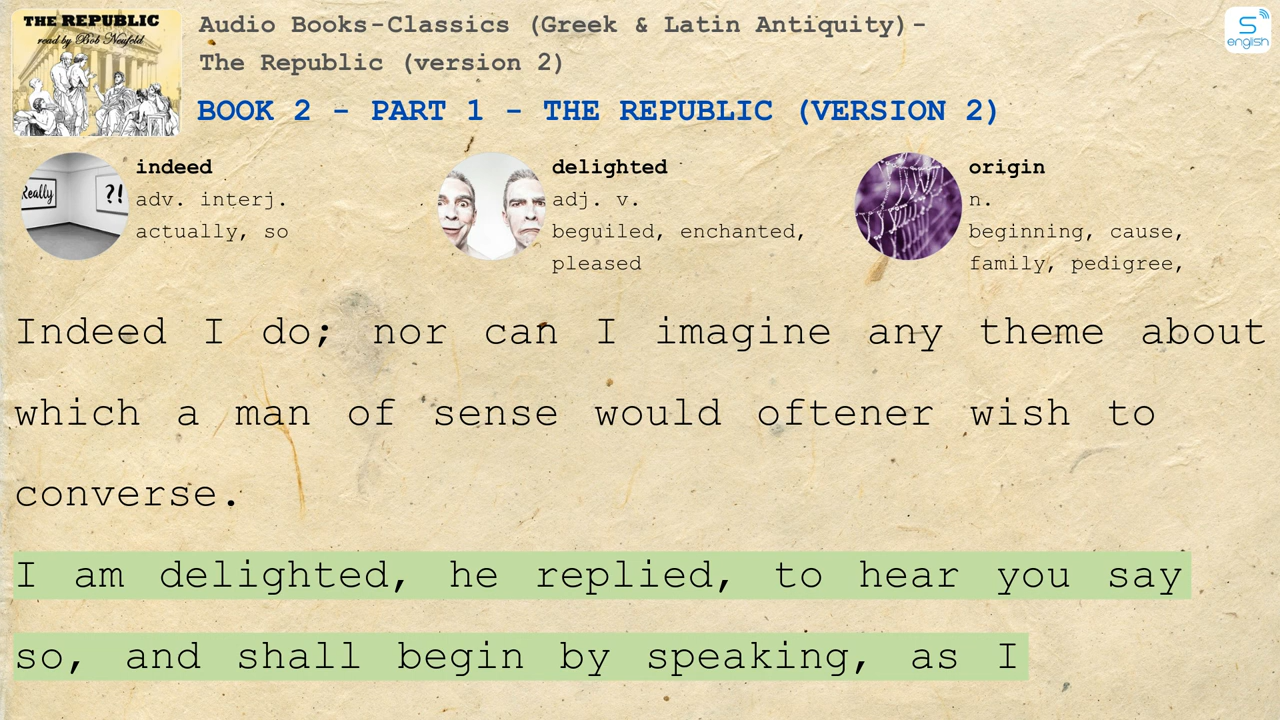 THE REPUBLIC
read by Bob Neufeld
Audio Books-Classics (Greek & Latin Antiquity)-
The Republic (version 2)
S
english
BOOK 2 - PART 1 - THE REPUBLIC (VERSION 2)
Really
?!
indeed
adv. interj.
actually, so
delighted
adj. v.
beguiled, enchanted,
pleased
origin
n.
beginning, cause,
family, pedigree,
Indeed I do; nor can I imagine any theme about
which a man of sense would oftener wish to
converse.
I am delighted, he replied, to hear you say
so, and shall begin by speaking, as I